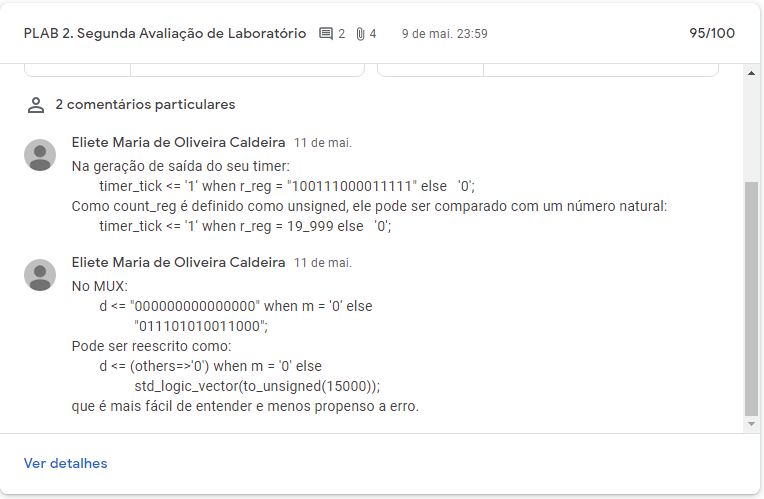 PLAB 2. Segunda Avaliação de Laboratório 2 4 9 de mai. 23:59 95/100
2 comentários particulares
Eliete Maria de Oliveira Caldeira 11 de mai.
Na geração de saída do seu timer:
timer_tick <= '1' when r_reg = "100111000011111" else '0';
Como count_reg é definido como unsigned, ele pode ser comparado com um número natural:
timer_tick <= '1' when r_reg = 19_999 else '0';
Eliete Maria de Oliveira Caldeira 11 de mai.
No MUX:
d <= "000000000000000" when m = '0' else
"011101010011000";
Pode ser reescrito como:
d <= (others=>'0') when m = '0' else
std_logic_vector(to_unsigned(15000));
que é mais fácil de entender e menos propenso a erro.
Ver detalhes